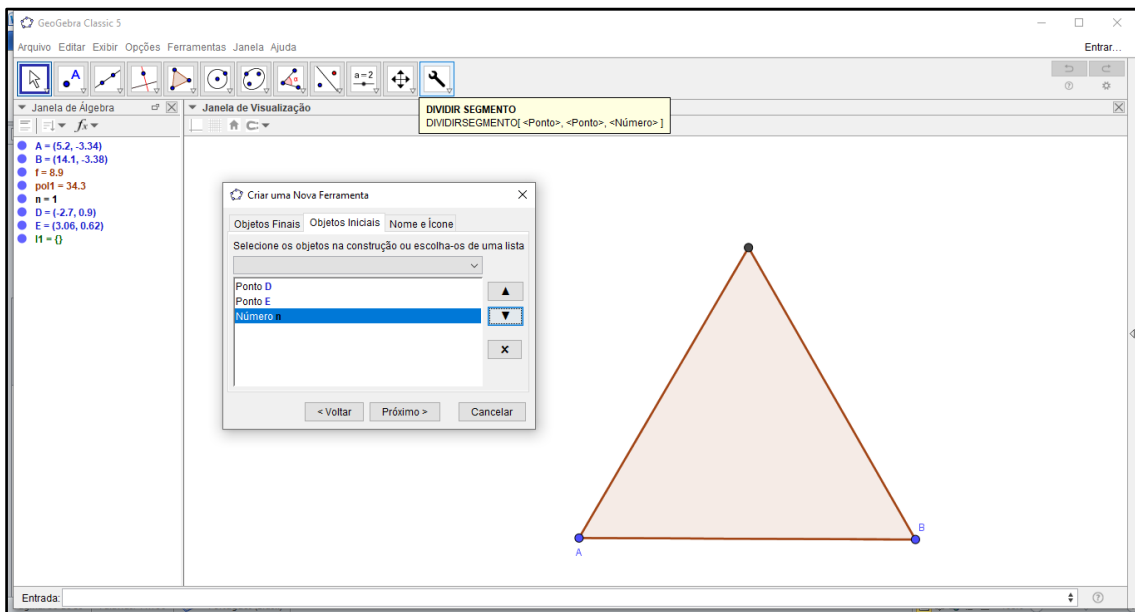 GeoGebra Classic 5
Arquivo Editar Exibir Opções Ferramentas Janela Ajuda
Entrar...
A
α
a=2
Janela de Álgebra
Janela de Visualização
DIVIDIR SEGMENTO
DIVIDIRSEGMENTO[ <Ponto>, <Ponto>, <Número> ]
fx
A = (5.2, -3.34)
B = (14.1, -3.38)
f = 8.9
pol1 = 34.3
n = 1
D = (-2.7, 0.9)
E = (3.06, 0.62)
l1 = {}
Criar uma Nova Ferramenta
Objetos Finais Objetos Iniciais Nome e Ícone
Selecione os objetos na construção ou escolha-os de uma lista
Ponto D
Ponto E
Número n
< Voltar Próximo > Cancelar
B
A
Entrada: